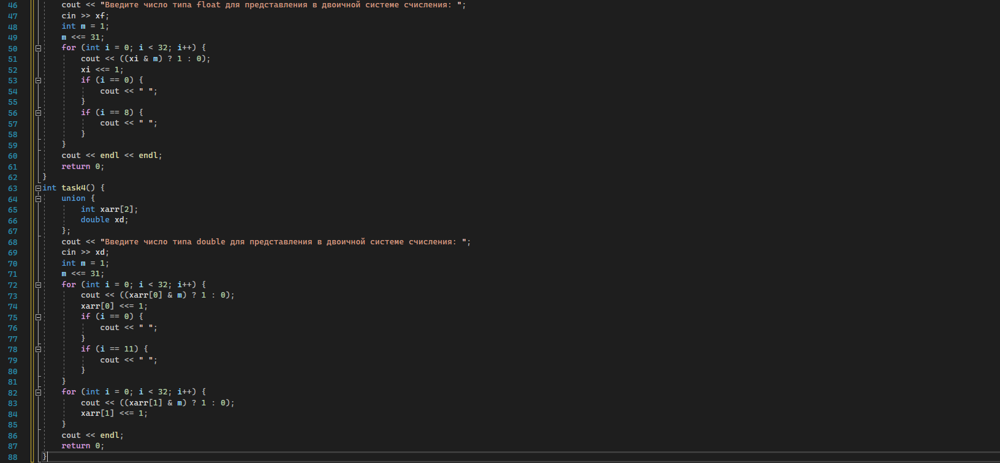 46 cout << "Введите число типа float для представления в двоичной системе счисления: ";
47 cin >> xf;
48 int m = 1;
49 m <<= 31;
50 for (int i = 0; i < 32; i++) {
51 cout << ((xi & m) ? 1 : 0);
52 xi <<= 1;
53 if (i == 0) {
54 cout << " ";
55 }
56 if (i == 8) {
57 cout << " ";
58 }
59 }
60 cout << endl << endl;
61 return 0;
62 }
63 int task4() {
64 union {
65 int xarr[2];
66 double xd;
67 };
68 cout << "Введите число типа double для представления в двоичной системе счисления: ";
69 cin >> xd;
70 int m = 1;
71 m <<= 31;
72 for (int i = 0; i < 32; i++) {
73 cout << ((xarr[0] & m) ? 1 : 0);
74 xarr[0] <<= 1;
75 if (i == 0) {
76 cout << " ";
77 }
78 if (i == 11) {
79 cout << " ";
80 }
81 }
82 for (int i = 0; i < 32; i++) {
83 cout << ((xarr[1] & m) ? 1 : 0);
84 xarr[1] <<= 1;
85 }
86 cout << endl;
87 return 0;
88 }